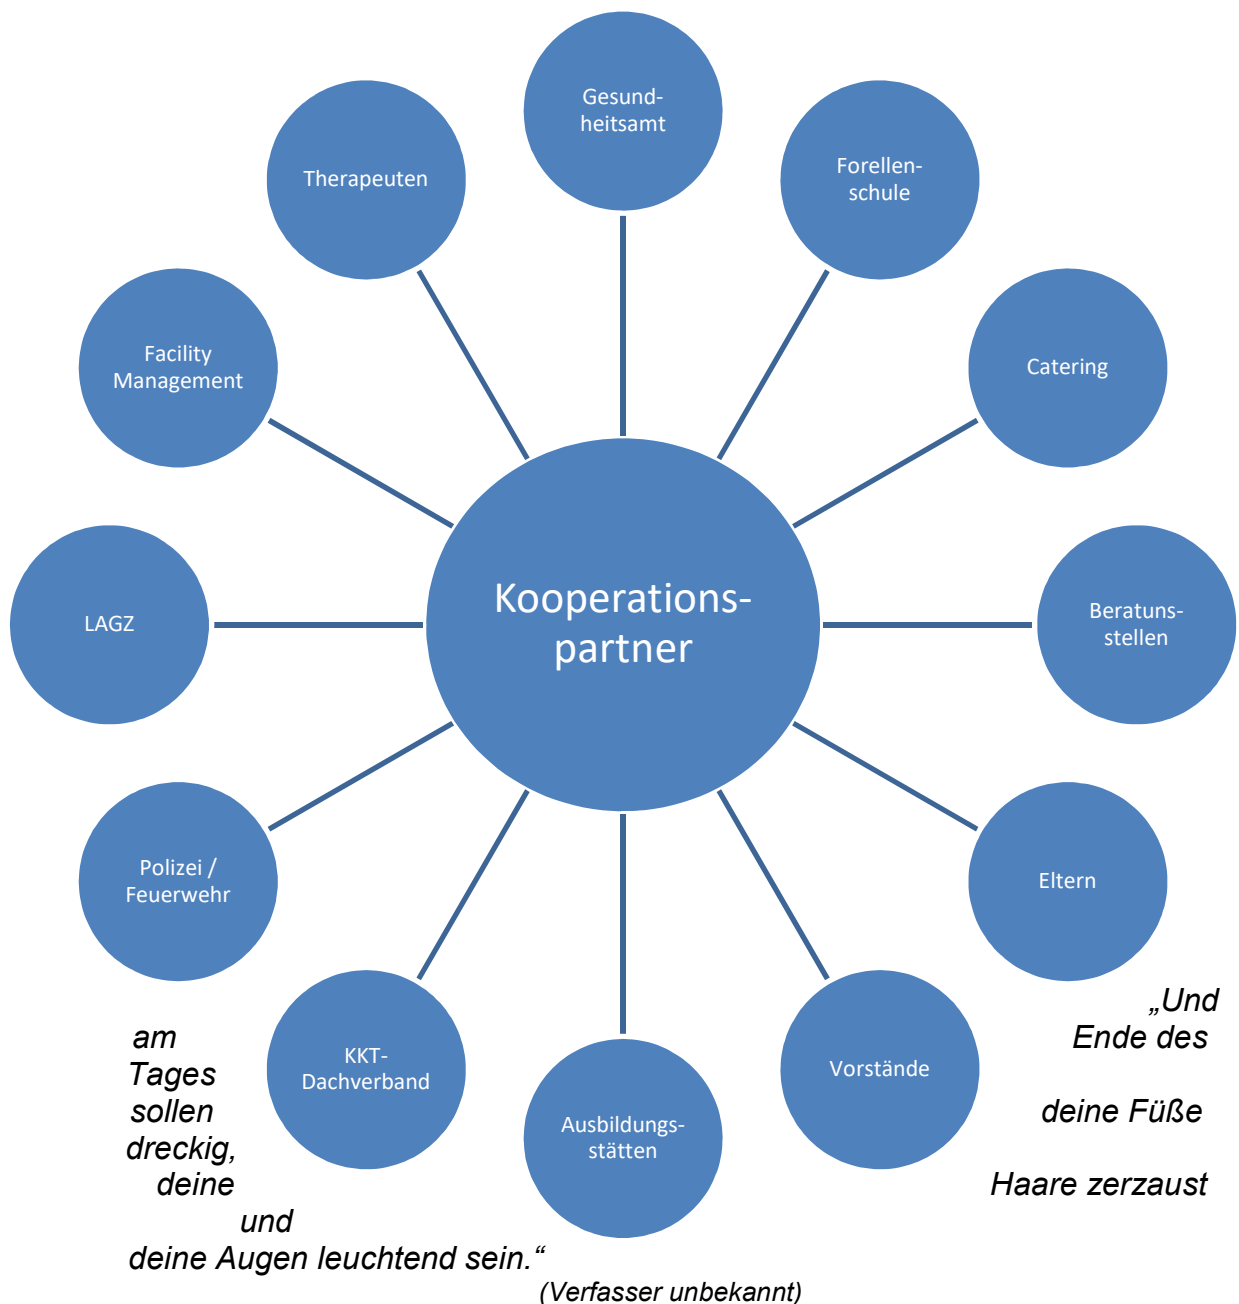 Gesund-
heitsamt
Forellen-
schule
Catering
Beratuns-
stellen
Eltern
Vorstände
Ausbildungs-
stätten
KKT-
Dachverband
Polizei /
Feuerwehr
LAGZ
Facility
Management
Therapeuten
Kooperations-
partner
„Und
am Ende des
Tages
sollen deine Füße
dreckig,
deine Haare zerzaust
und
deine Augen leuchtend sein.“
(Verfasser unbekannt)